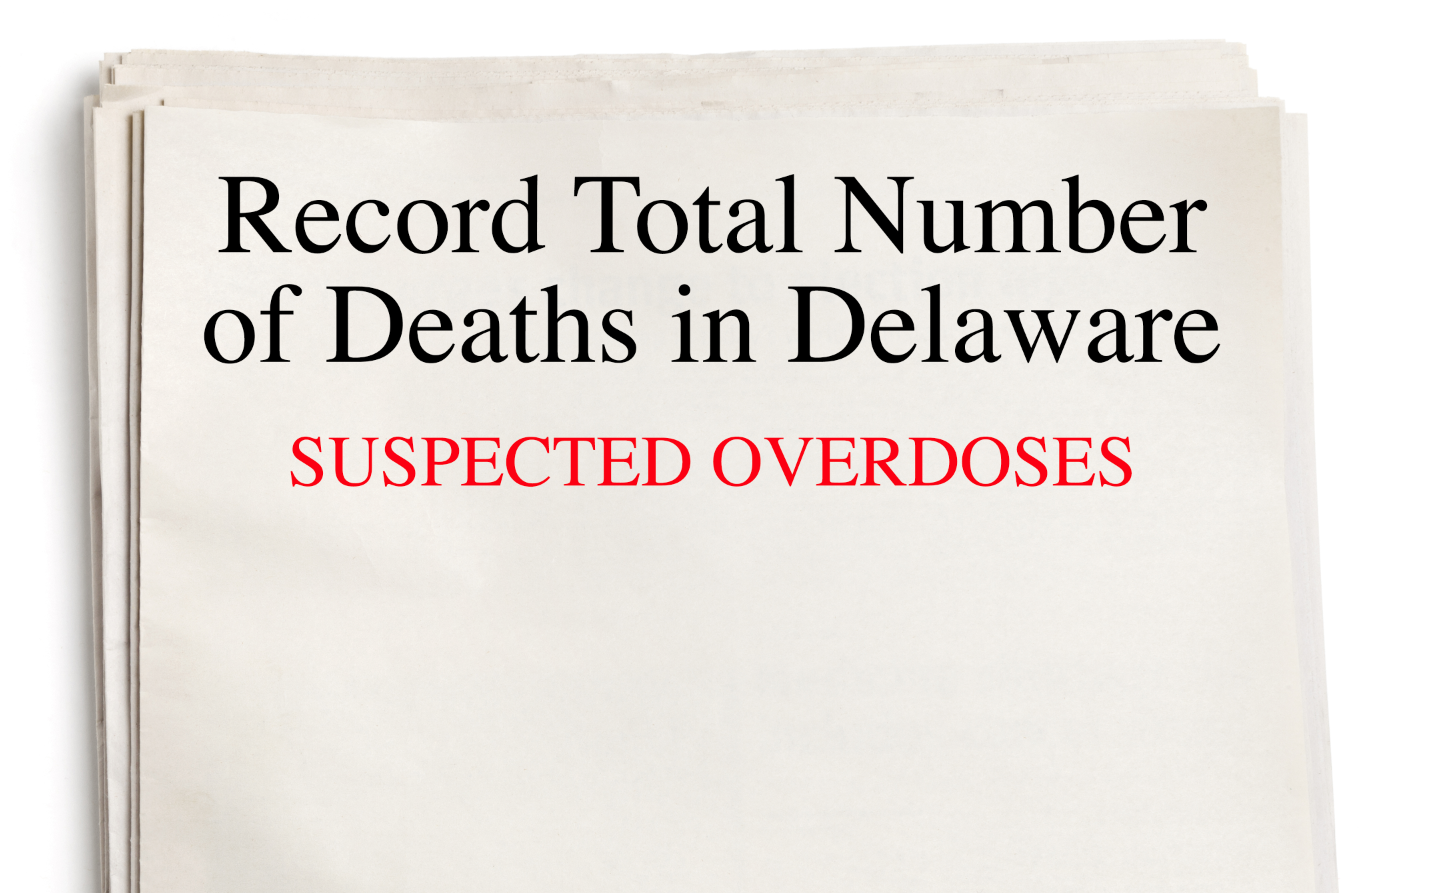 Record Total Number
of Deaths in Delaware
SUSPECTED OVERDOSES